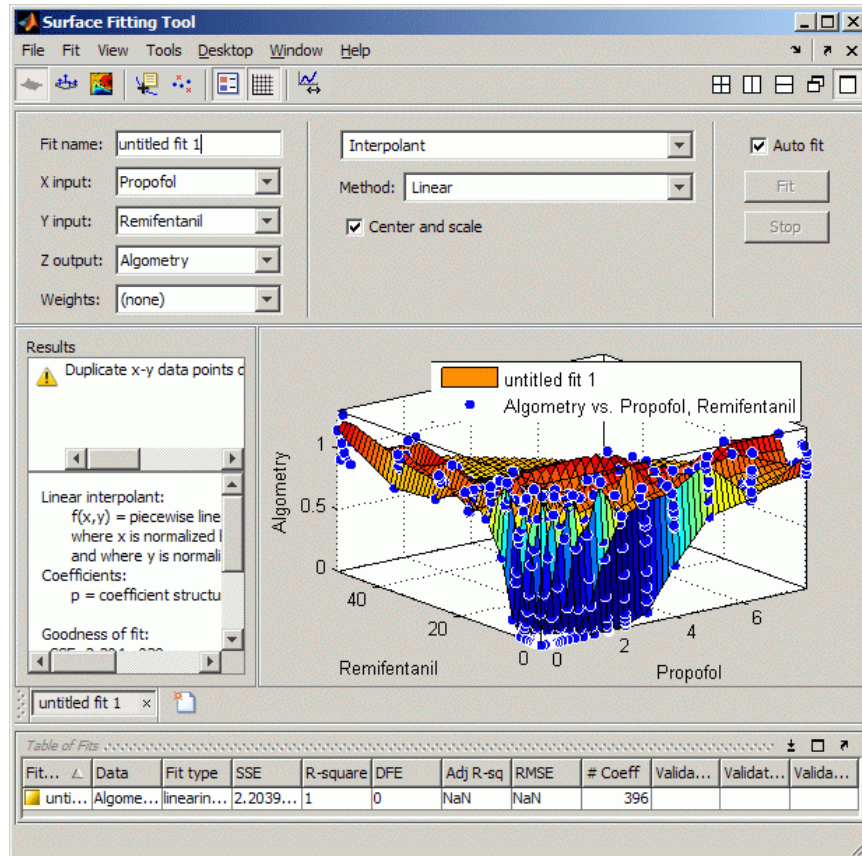 Surface Fitting Tool
File Fit View Tools Desktop Window Help
Fit name: untitled fit 1
X input: Propofol
Y input: Remifentanil
Z output: Algometry
Weights: (none)
Interpolant
Method: Linear
Center and scale
Auto fit
Fit
Stop
Results
Duplicate x-y data points
Linear interpolant:
f(x,y) = piecewise line
where x is normalized
and where y is normali
Coefficients:
p = coefficient structu
Goodness of fit:
untitled fit 1
Algometry vs. Propofol, Remifentanil
Algometry
1
0.5
0
40
20
0
Remifentanil
0
2
4
6
Propofol
untitled fit 1
Table of Fits
Fit... Data Fit type SSE R-square DFE Adj R-sq RMSE # Coeff Valida... Validat... Valida...
unti... Algome... linearin... 2.2039... 1 0 NaN NaN 396